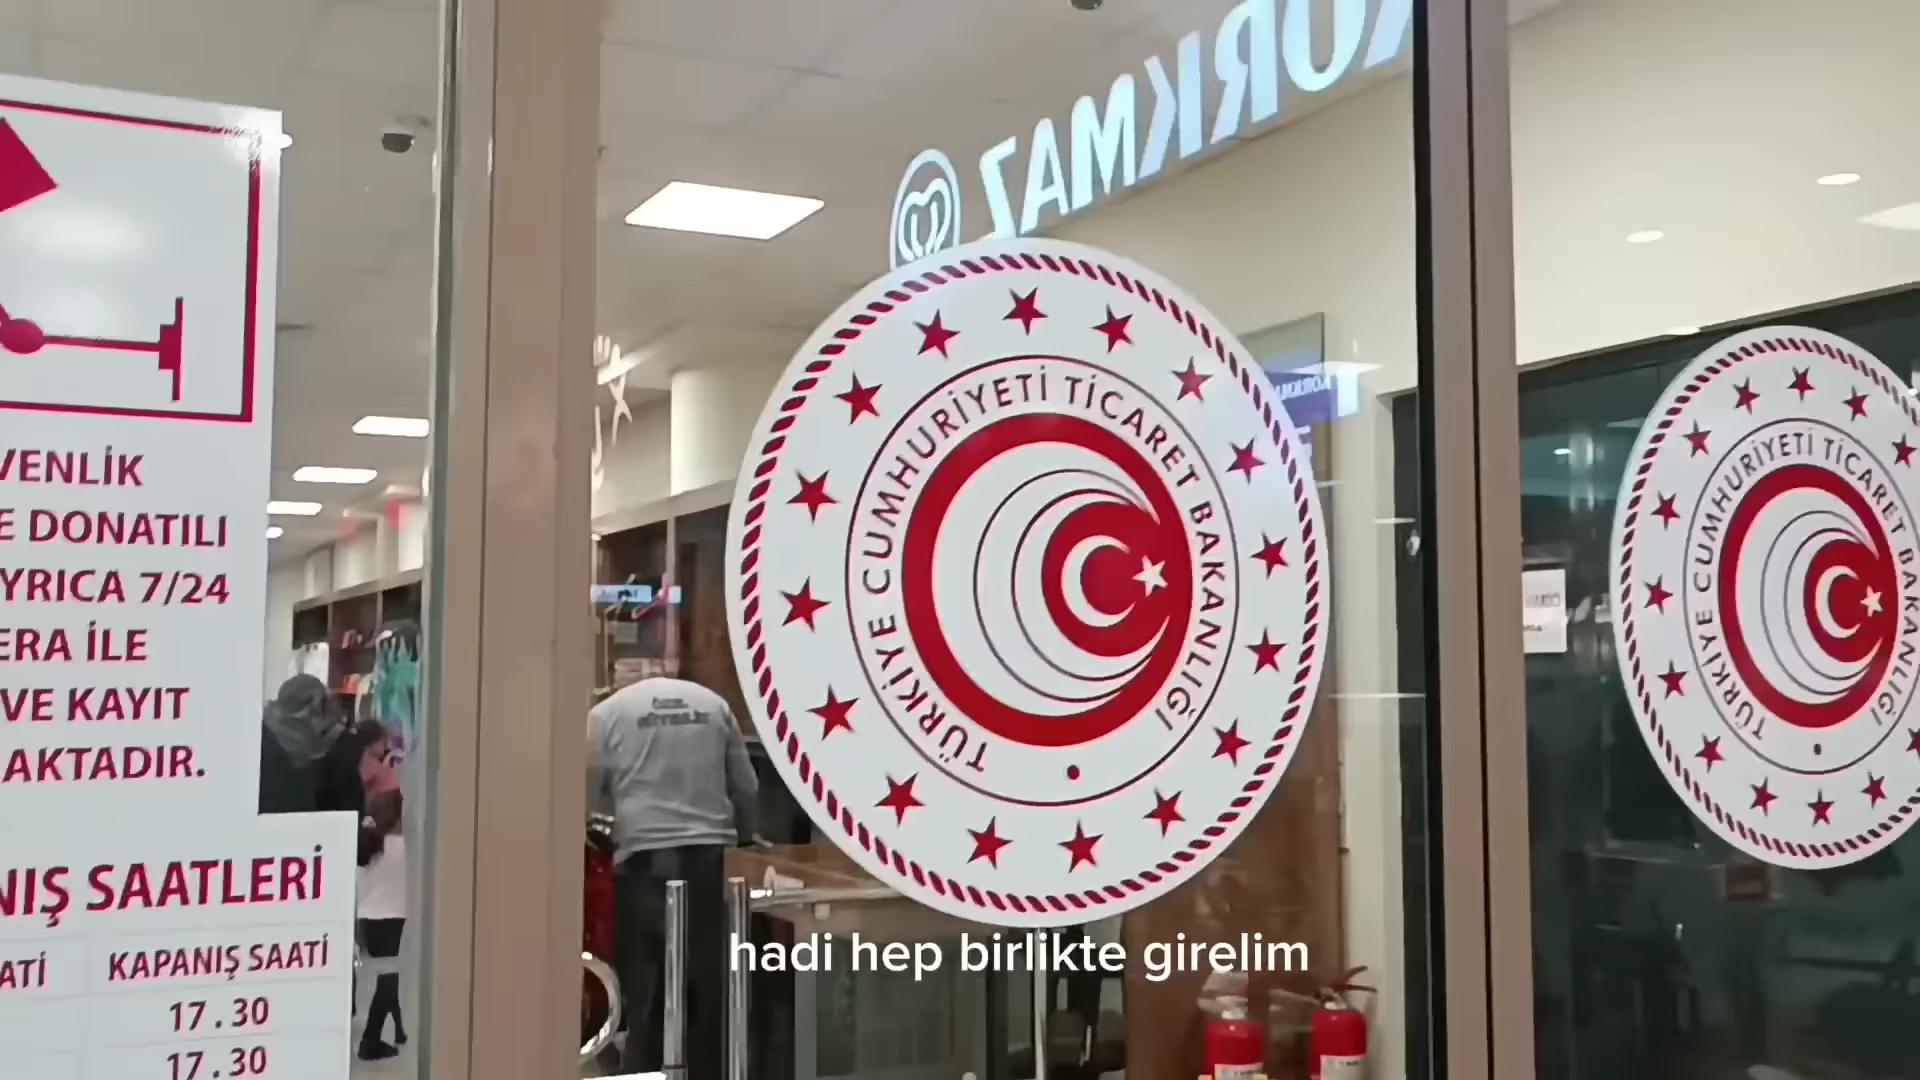 KORKMAZ
VENLİK
E DONATILI
YRICA 7/24
ERA İLE
VE KAYIT
AKTADIR.
NIŞ SAATLERİ
ATİ
KAPANIŞ SAATİ
17.30
17.30
TÜRKİYE CUMHURİYETİ TİCARET BAKANLIĞI
TÜRKİYE CUMHURİYETİ TİCARET BAKANLIĞI
hadi hep birlikte girelim